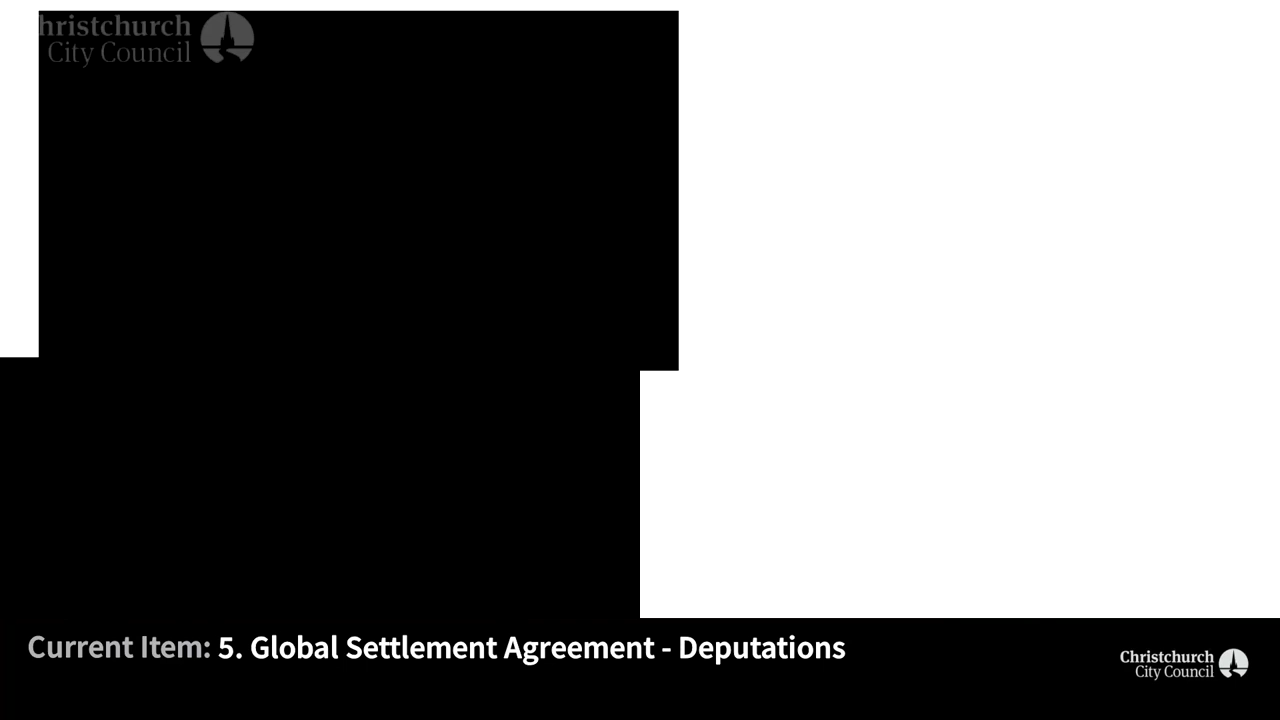 hristchurch
City Council
Current Item: 5. Global Settlement Agreement - Deputations
Christchurch
City Council